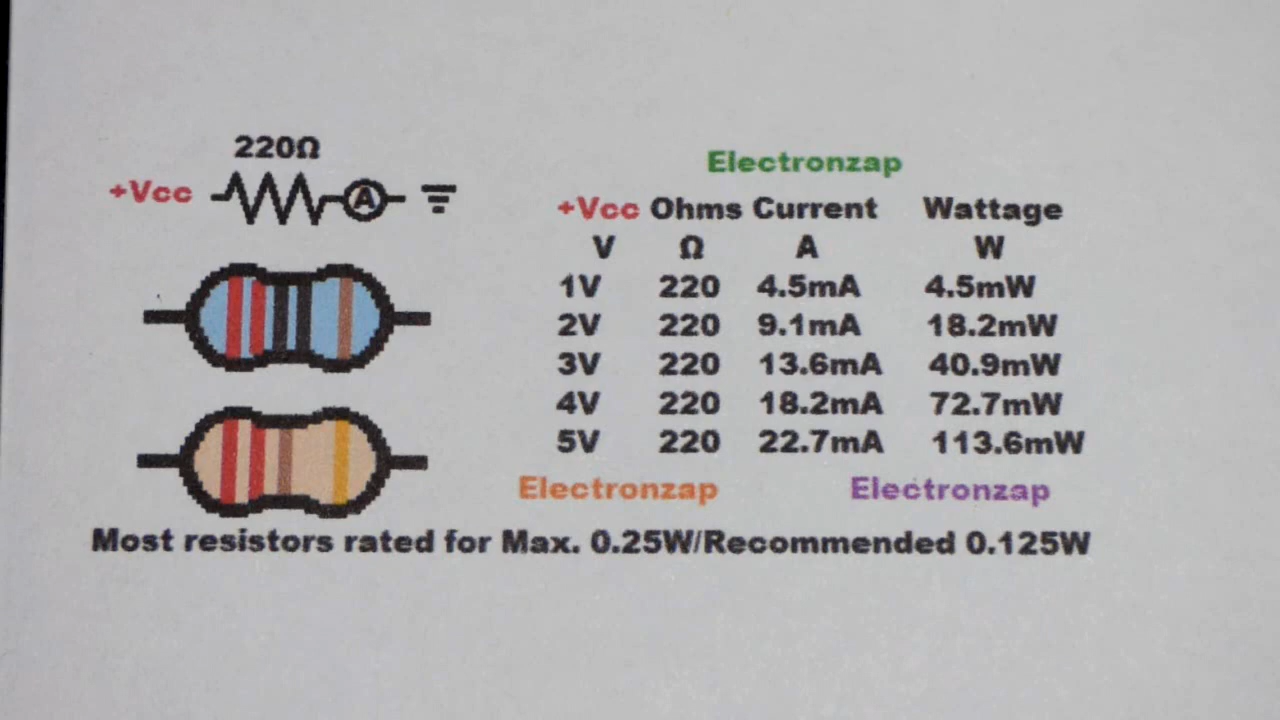 220Ω
+Vcc A
Electronzap
+Vcc Ohms Current Wattage
V Ω A W
1V 220 4.5mA 4.5mW
2V 220 9.1mA 18.2mW
3V 220 13.6mA 40.9mW
4V 220 18.2mA 72.7mW
5V 220 22.7mA 113.6mW
Electronzap Electronzap
Most resistors rated for Max. 0.25W/Recommended 0.125W